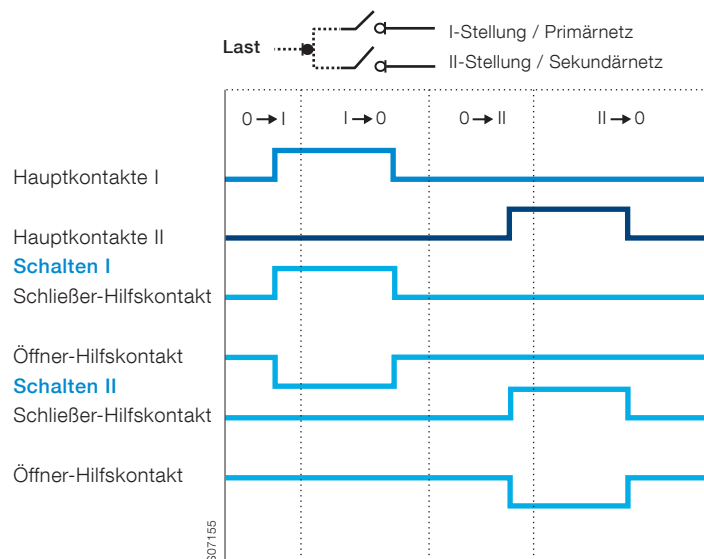 Last
I-Stellung / Primärnetz
II-Stellung / Sekundärnetz
0 → I
I → 0
0 → II
II → 0
Hauptkontakte I
Hauptkontakte II
Schalten I
Schließer-Hilfskontakt
Öffner-Hilfskontakt
Schalten II
Schließer-Hilfskontakt
Öffner-Hilfskontakt